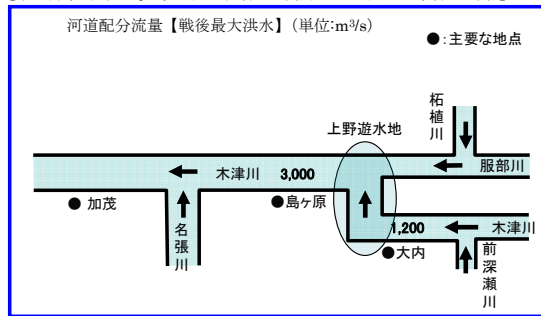 河道配分流量【戦後最大洪水】(単位:m³/s)
●:主要な地点
柘植川
上野遊水地
服部川
木津川 3,000
●加茂
●島ヶ原
名張川
1,200 木津川
●大内
前深瀬川